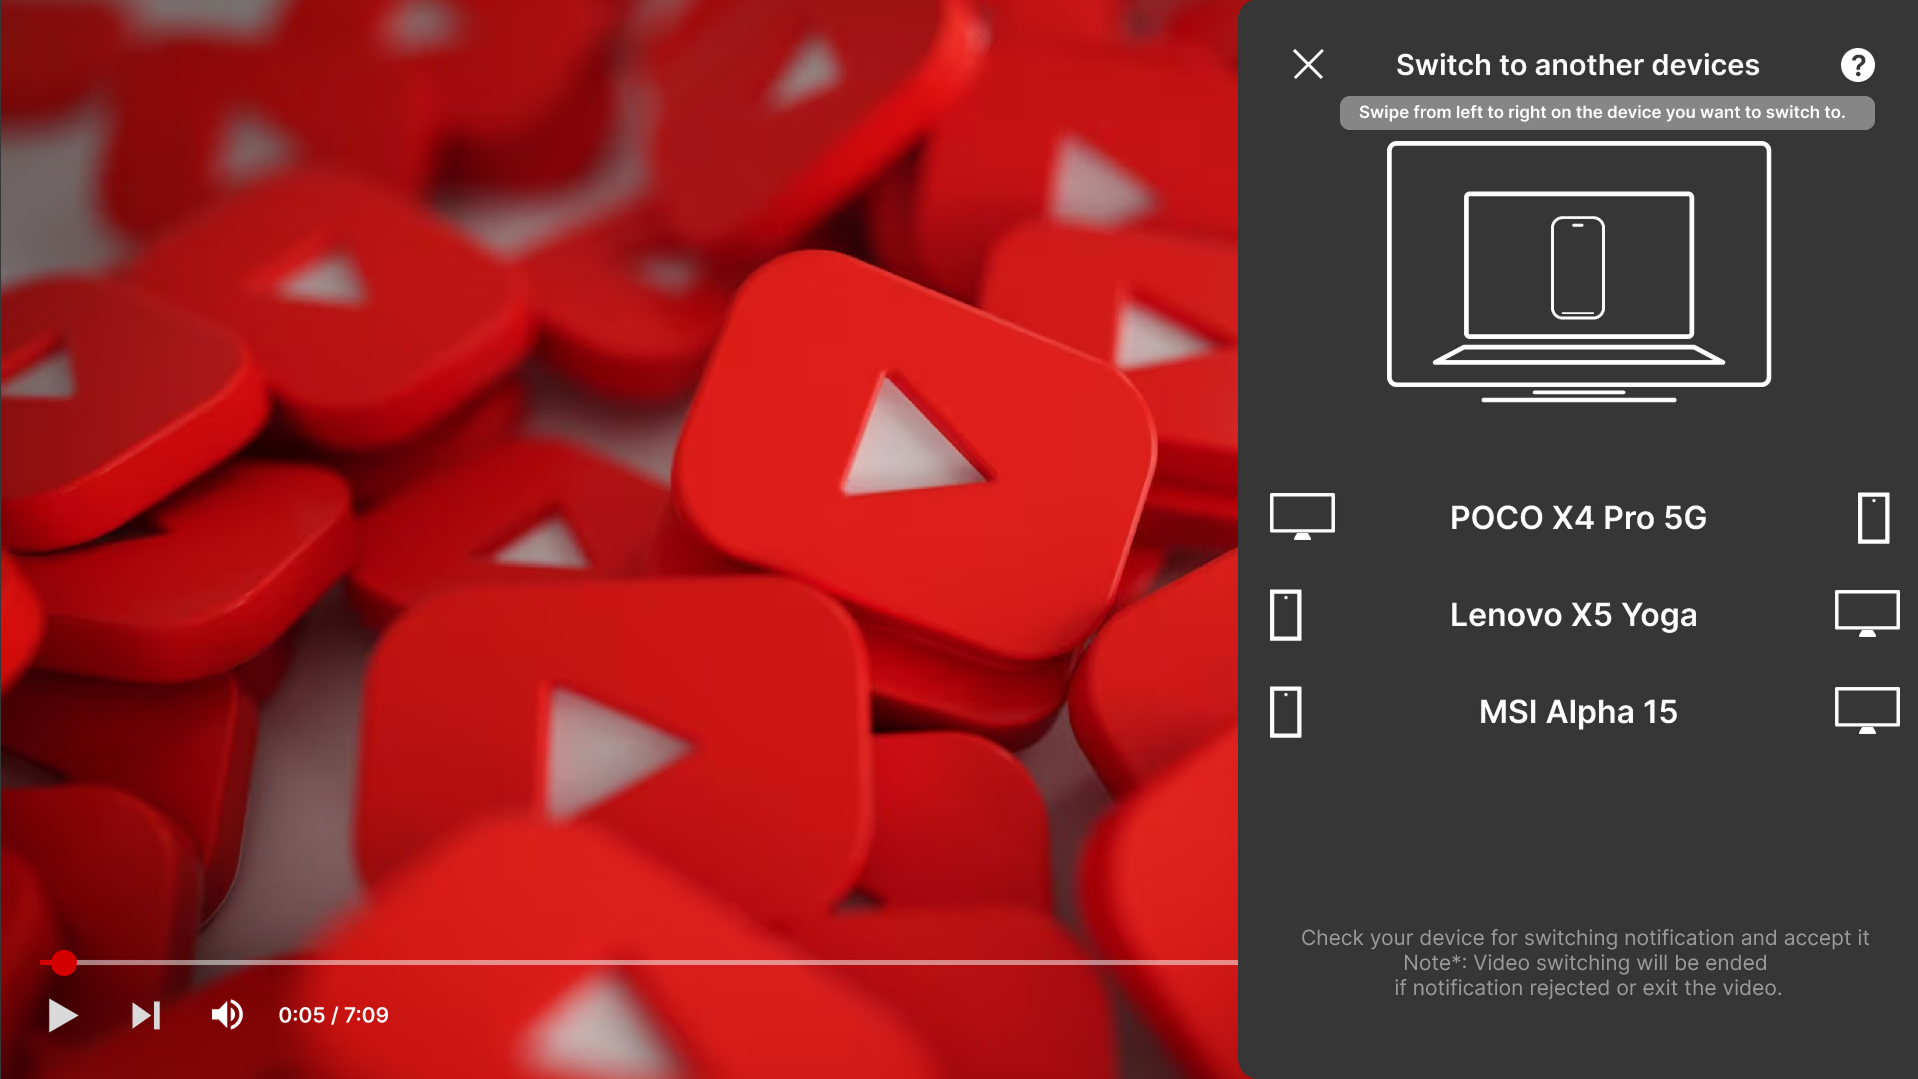 Switch to another devices
?
Swipe from left to right on the device you want to switch to.
POCO X4 Pro 5G
Lenovo X5 Yoga
MSI Alpha 15
Check your device for switching notification and accept it
Note*: Video switching will be ended
if notification rejected or exit the video.
0:05 / 7:09